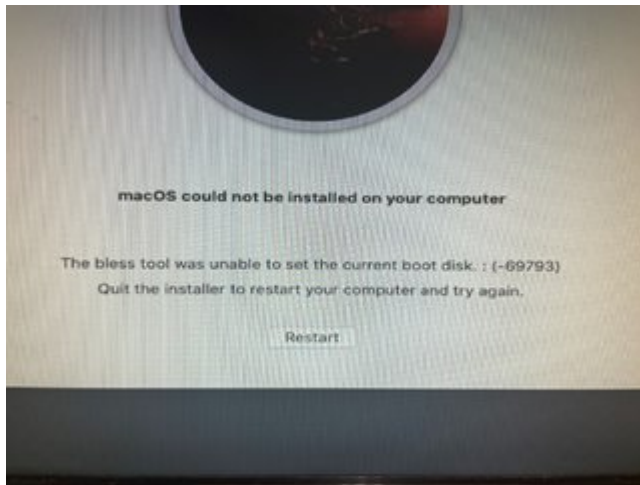 macOS could not be installed on your computer
The bless tool was unable to set the current boot disk. : (-69793)
Quit the installer to restart your computer and try again.
Restart